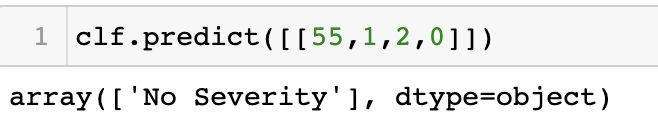 1 clf.predict([[55,1,2,0]])
array(['No Severity'], dtype=object)